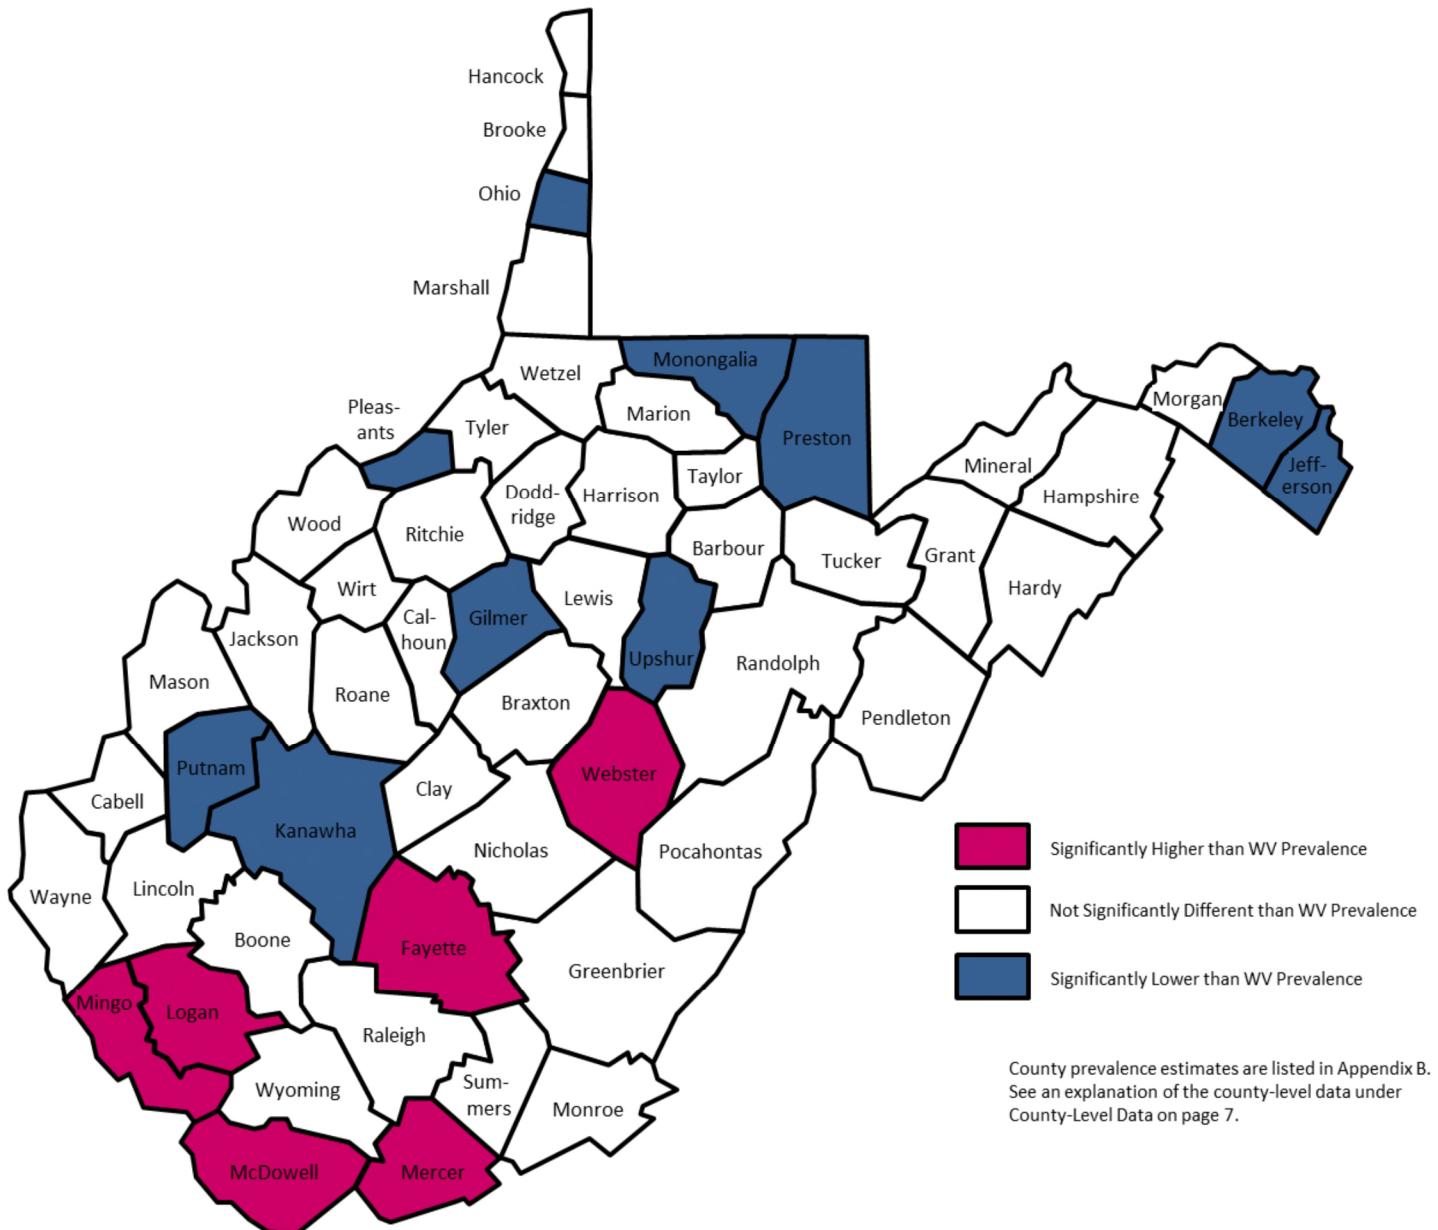 Hancock
Brooke
Ohio
Marshall
Wetzel
Monongalia
Marion
Preston
Pleas-
ants
Tyler
Morgan
Berkeley
Jeff-
erson
Mineral
Hampshire
Wood
Ritchie
Dodd-
ridge
Harrison
Taylor
Barbour
Tucker
Grant
Hardy
Wirt
Cal-
houn
Gilmer
Lewis
Upshur
Randolph
Jackson
Mason
Roane
Braxton
Pendleton
Putnam
Cabell
Kanawha
Clay
Webster
Nicholas
Pocahontas
Wayne
Lincoln
Boone
Fayette
Greenbrier
Mingo
Logan
Raleigh
Wyoming
Sum-
mers
Monroe
McDowell
Mercer
Significantly Higher than WV Prevalence
Not Significantly Different than WV Prevalence
Significantly Lower than WV Prevalence
County prevalence estimates are listed in Appendix B.
See an explanation of the county-level data under
County-Level Data on page 7.